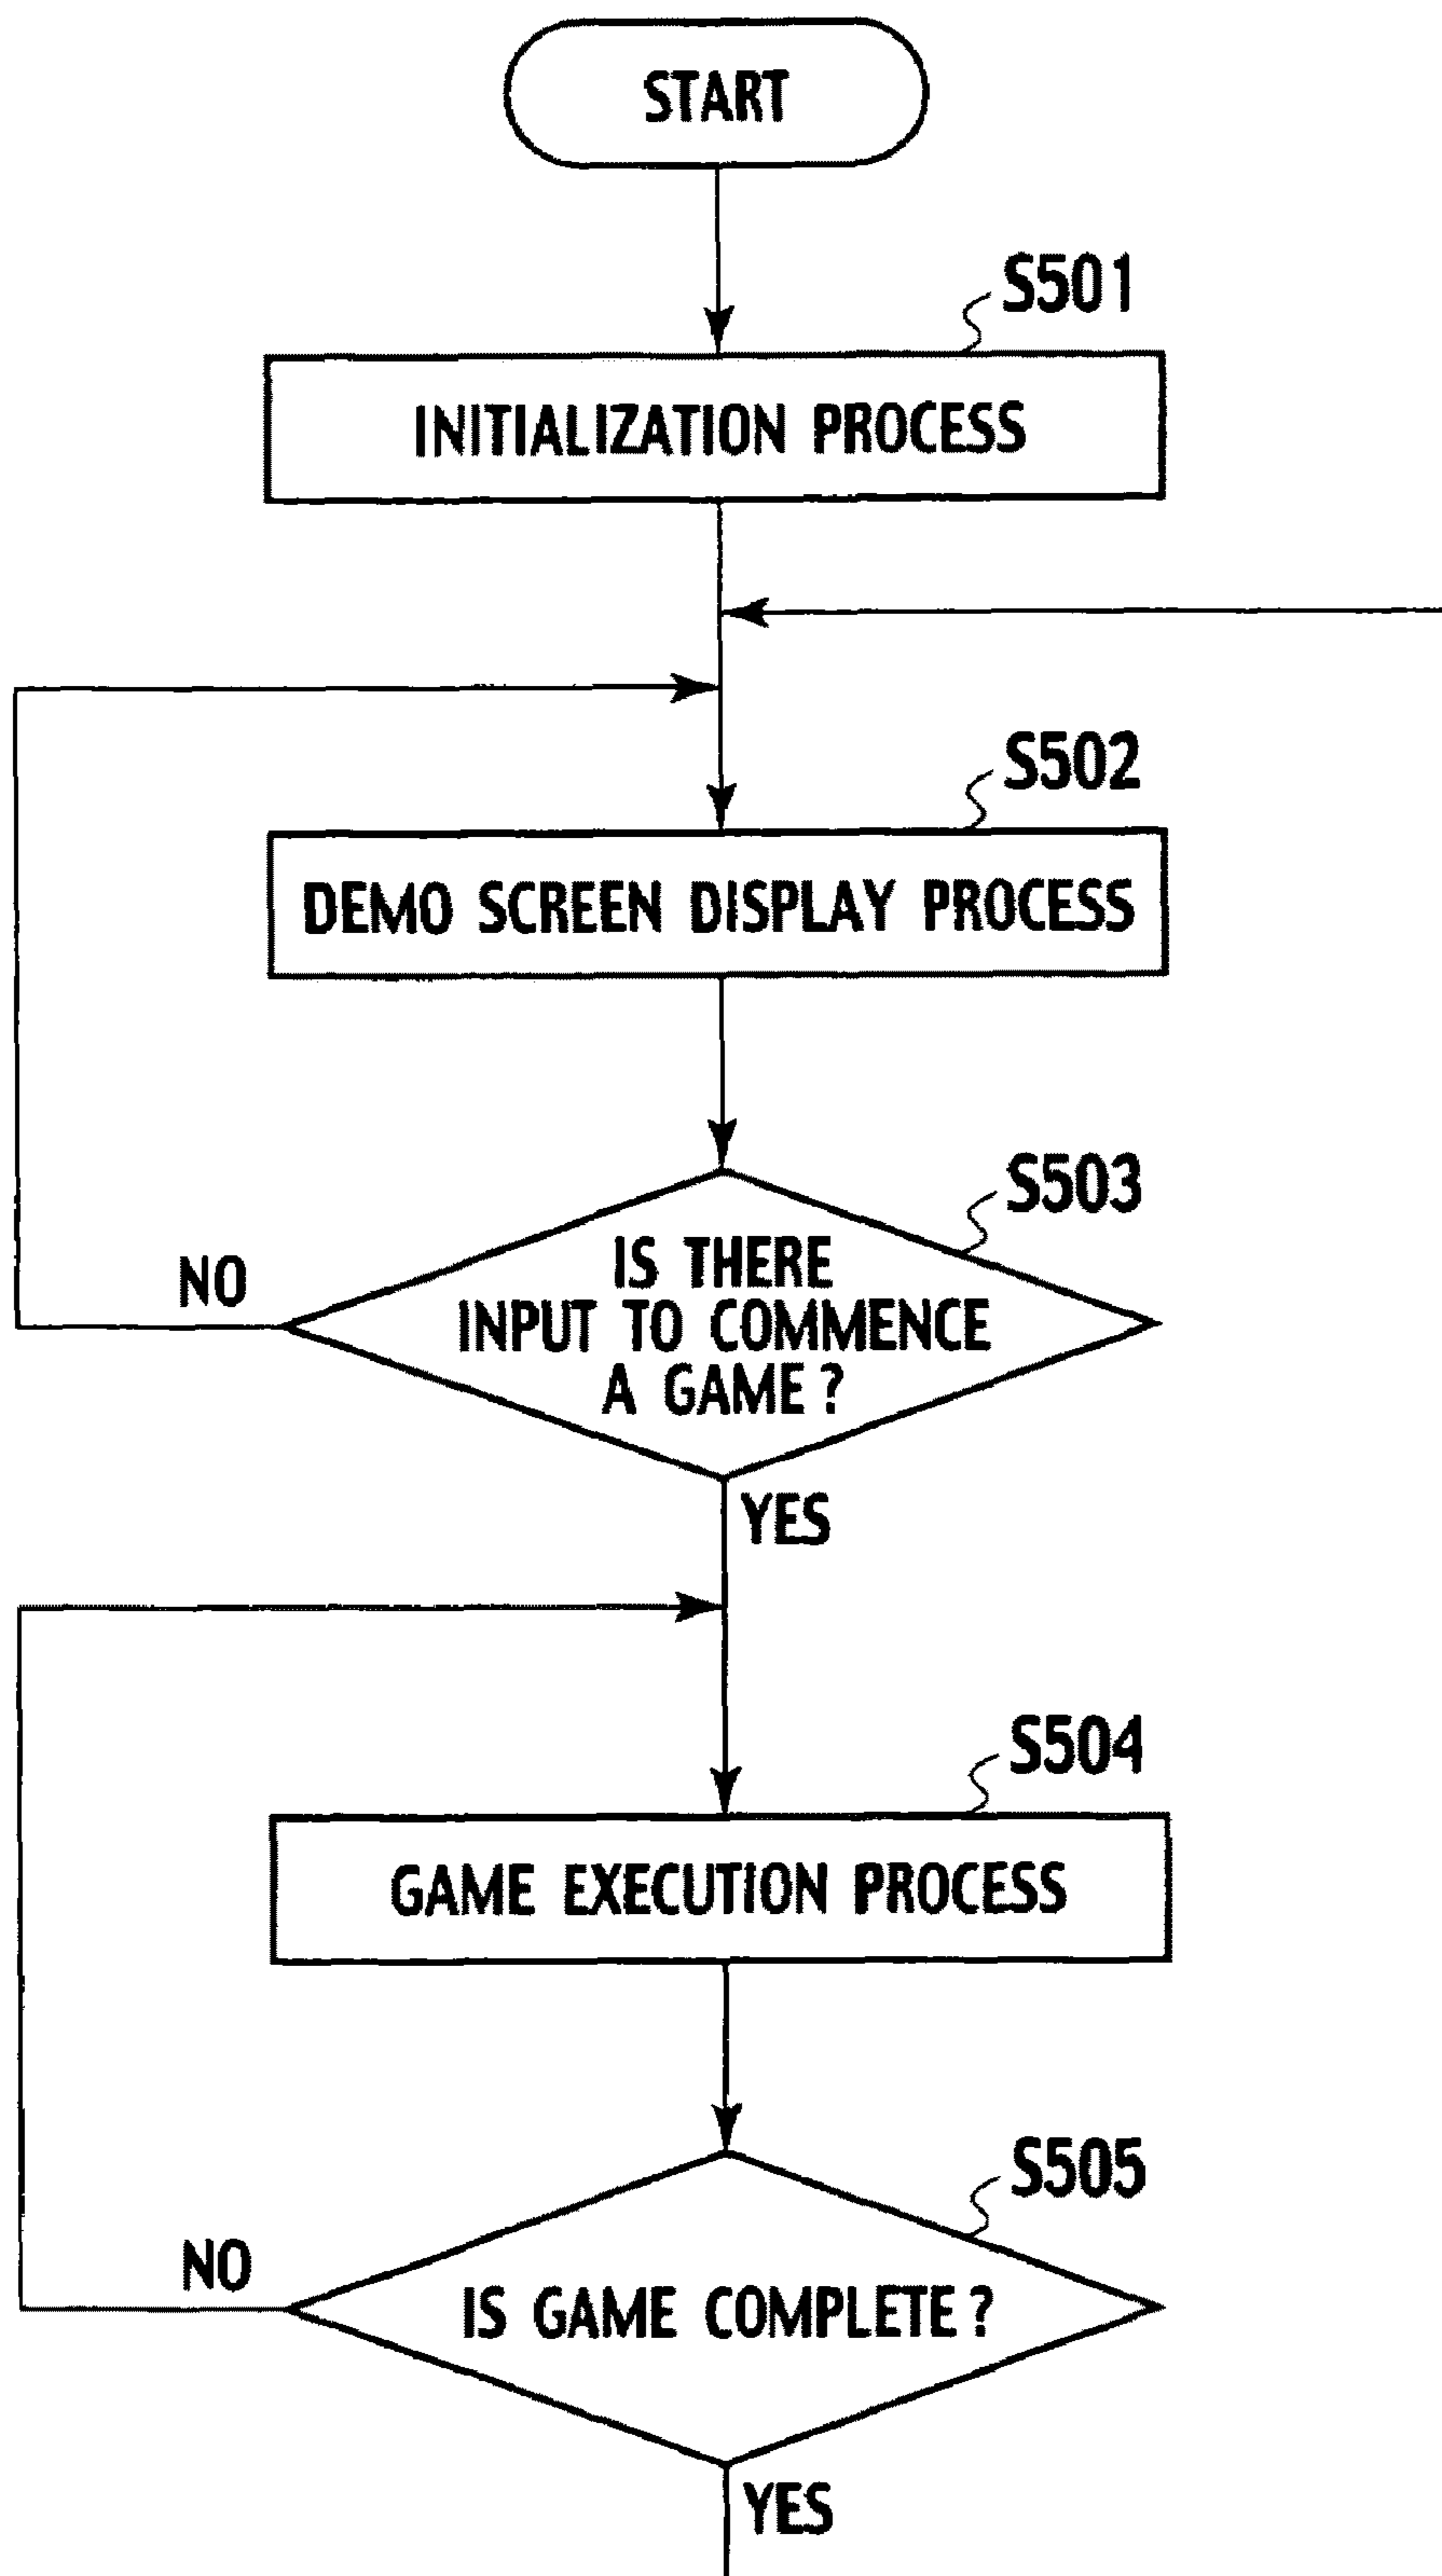 START
S501
INITIALIZATION PROCESS
S502
DEMO SCREEN DISPLAY PROCESS
S503
IS THERE
INPUT TO COMMENCE
A GAME?
NO
YES
S504
GAME EXECUTION PROCESS
S505
IS GAME COMPLETE?
NO
YES